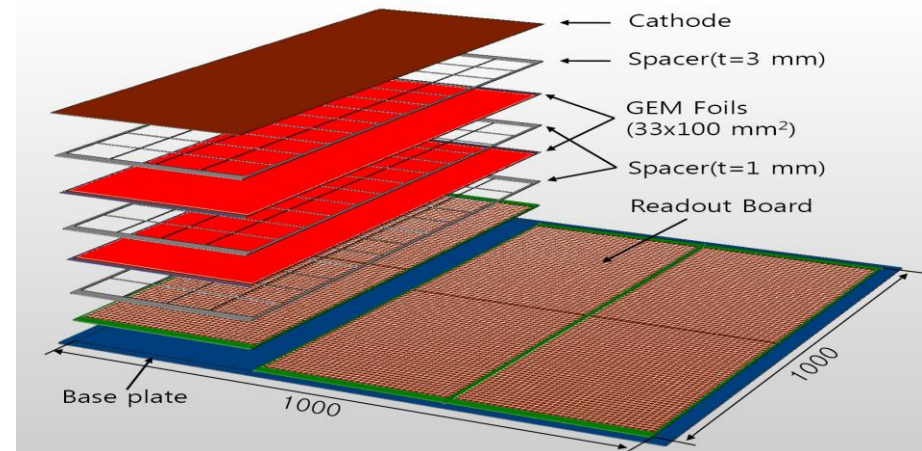 Cathode
Spacer(t=3 mm)
GEM Foils
(33x100 mm²)
Spacer(t=1 mm)
Readout Board
Base plate
1000
1000